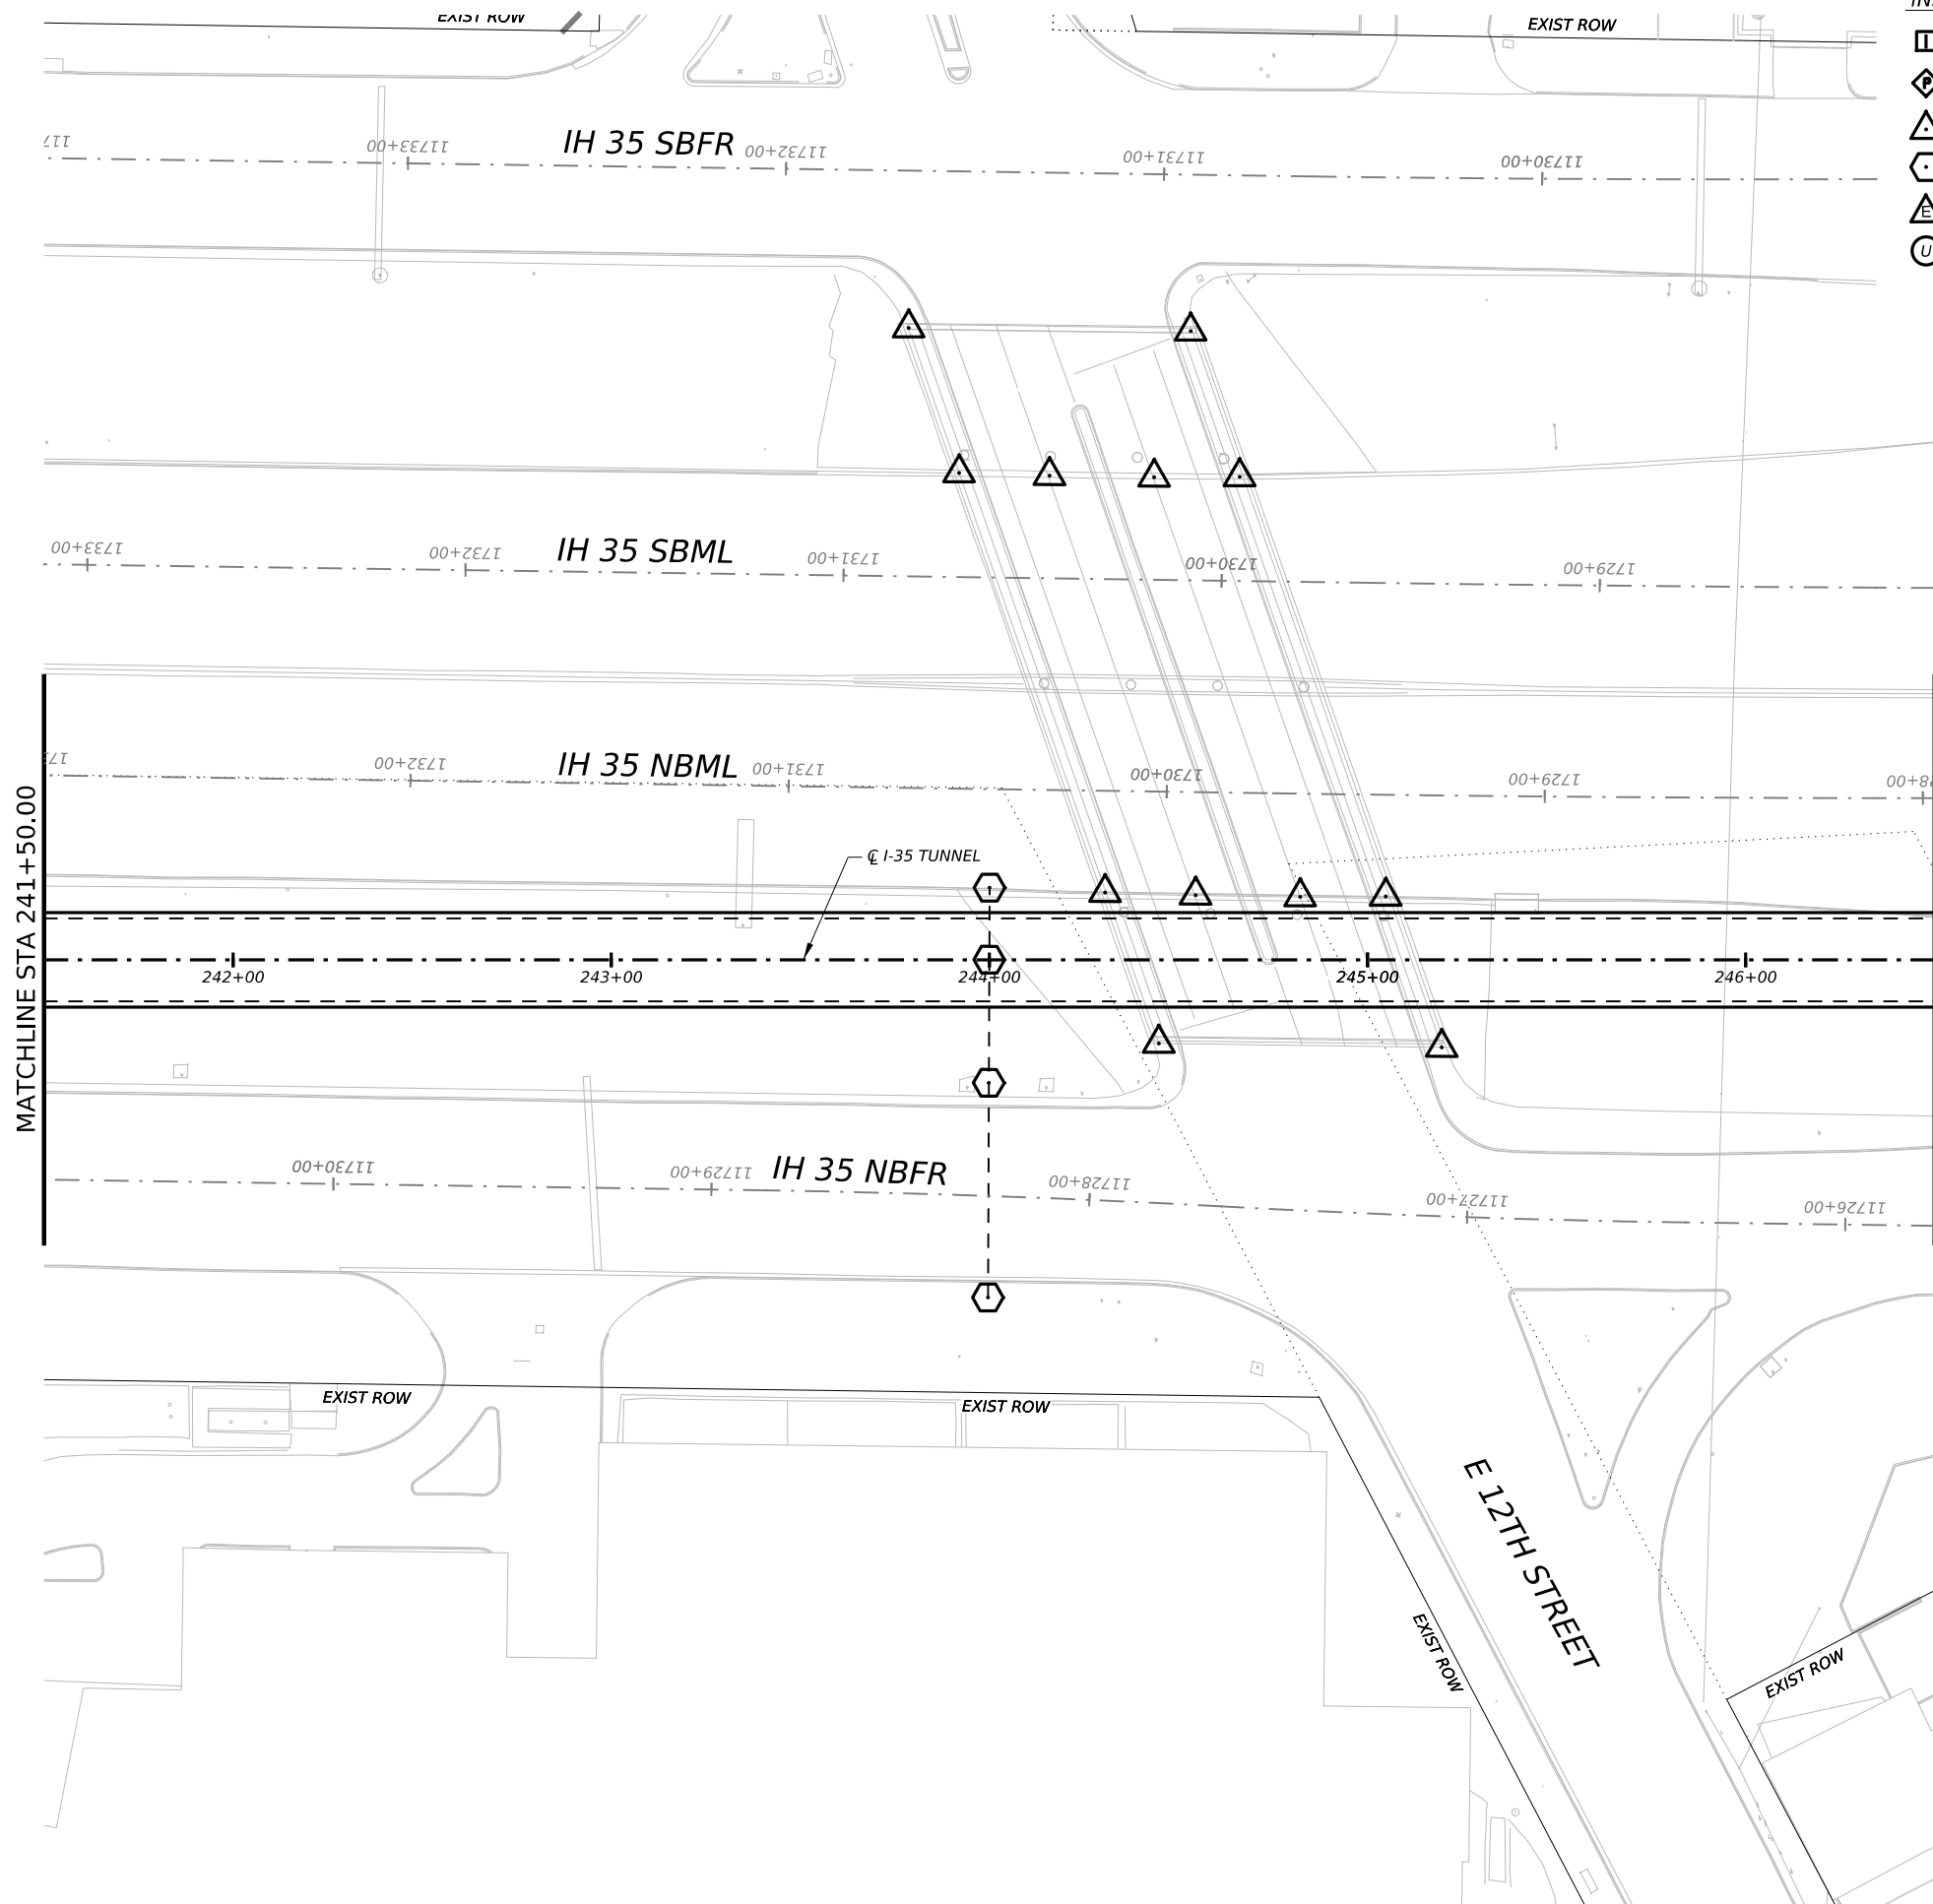 EXIST ROW
EXIST ROW
P
E
U
117
11733+00
IH 35 SBFR
11732+00
11731+00
11730+00
1733+00
1732+00
IH 35 SBML
1731+00
1730+00
1729+00
1732+00
IH 35 NBML
1731+00
1730+00
1729+00
MATCHLINE STA 241+50.00
℄ I-35 TUNNEL
242+00
243+00
244+00
245+00
246+00
11730+00
11729+00
IH 35 NBFR
11728+00
11727+00
11726+00
EXIST ROW
EXIST ROW
E 12TH STREET
EXIST ROW
EXIST ROW